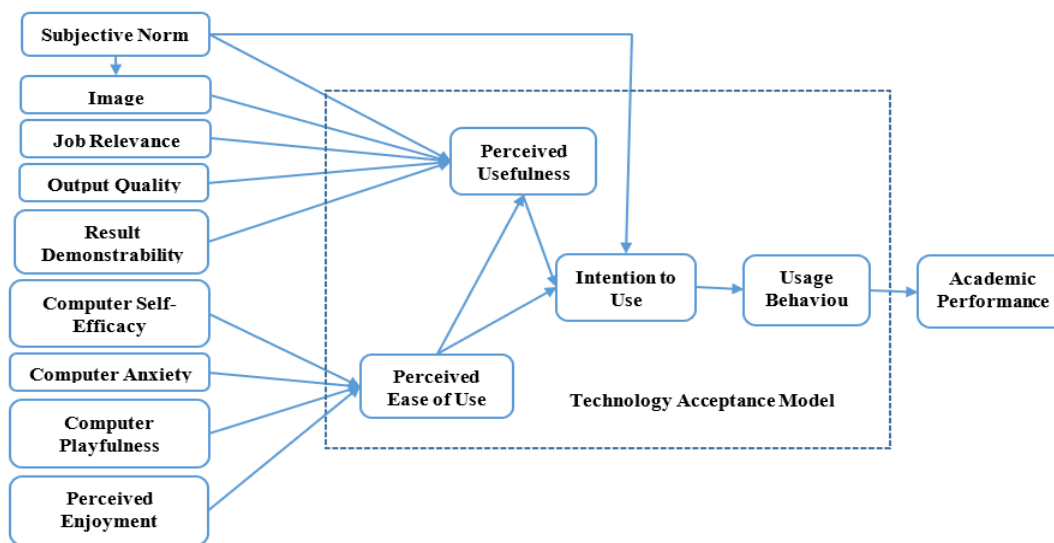 Subjective Norm
Image
Job Relevance
Output Quality
Result
Demonstrability
Computer Self-
Efficacy
Computer Anxiety
Computer
Playfulness
Perceived
Enjoyment
Perceived
Usefulness
Perceived
Ease of Use
Intention to
Use
Usage
Behaviou
Academic
Performance
Technology Acceptance Model